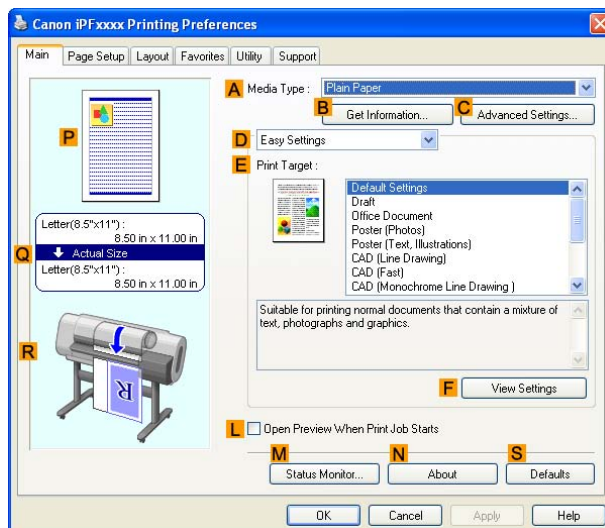 Canon iPFxxxx Printing Preferences
Main Page Setup Layout Favorites Utility Support
A Media Type : Plain Paper
B Get Information... C Advanced Settings...
D Easy Settings
E Print Target :
Default Settings
Draft
Office Document
Poster (Photos)
Poster (Text, Illustrations)
CAD (Line Drawing)
CAD (Fast)
CAD (Monochrome Line Drawing )
Suitable for printing normal documents that contain a mixture of
text, photographs and graphics.
F View Settings
P
Q
Letter(8.5"x11") :
8.50 in x 11.00 in
Actual Size
Letter(8.5"x11") :
8.50 in x 11.00 in
R
R
L Open Preview When Print Job Starts
M Status Monitor... N About S Defaults
OK Cancel Apply Help